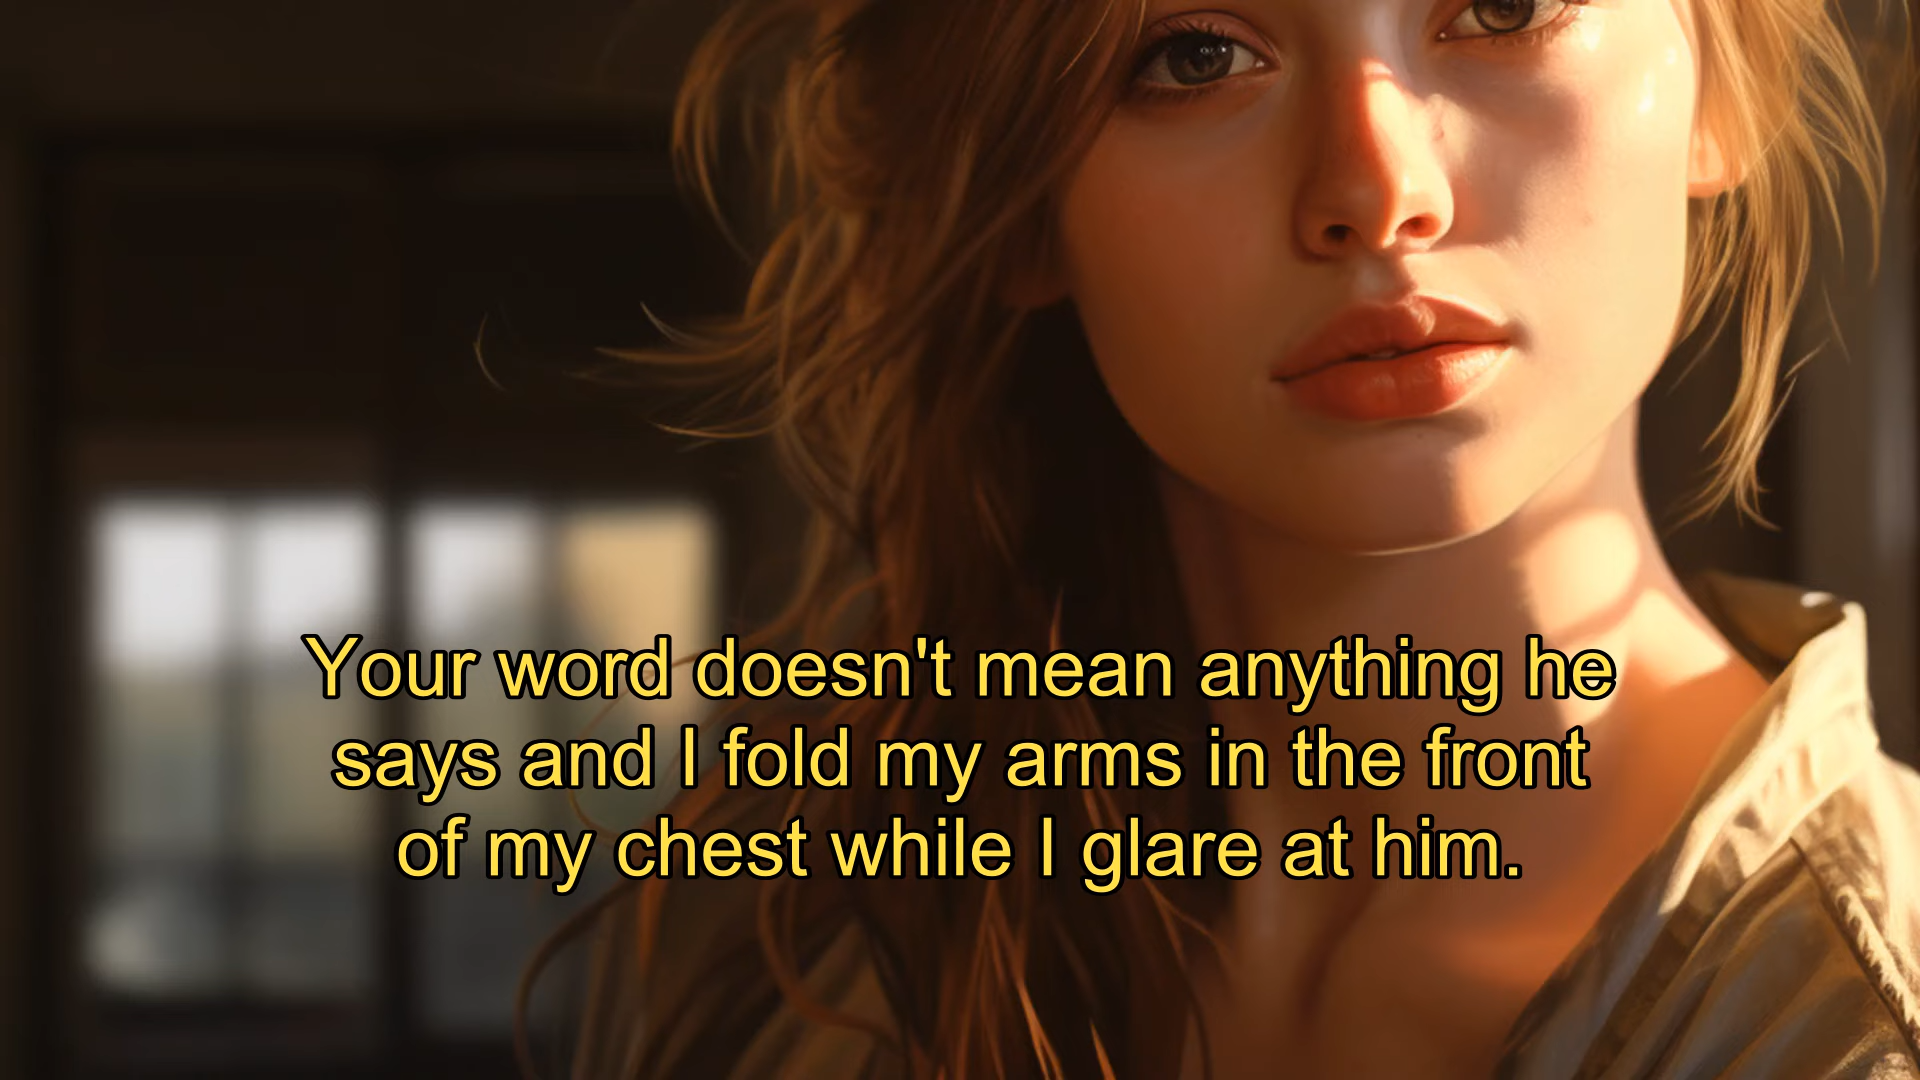 Your word doesn't mean anything he
says and I fold my arms in the front
of my chest while I glare at him.